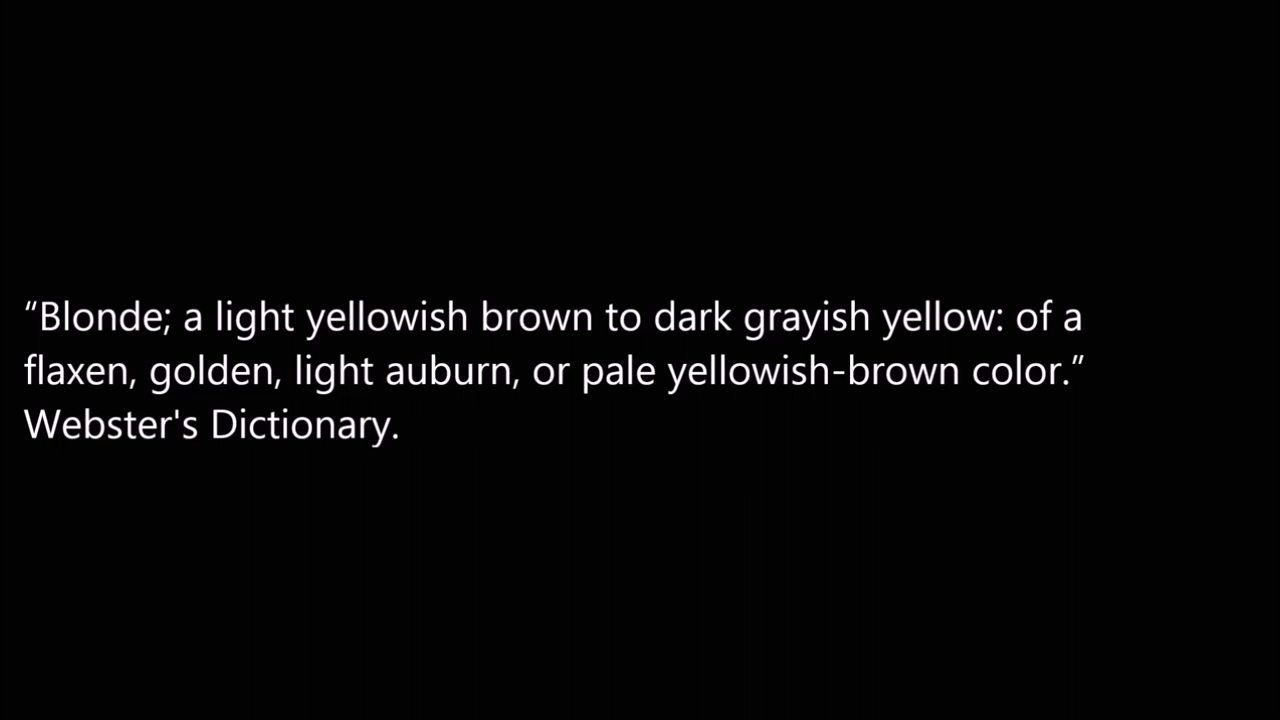 “Blonde; a light yellowish brown to dark grayish yellow: of a
flaxen, golden, light auburn, or pale yellowish-brown color.”
Webster's Dictionary.